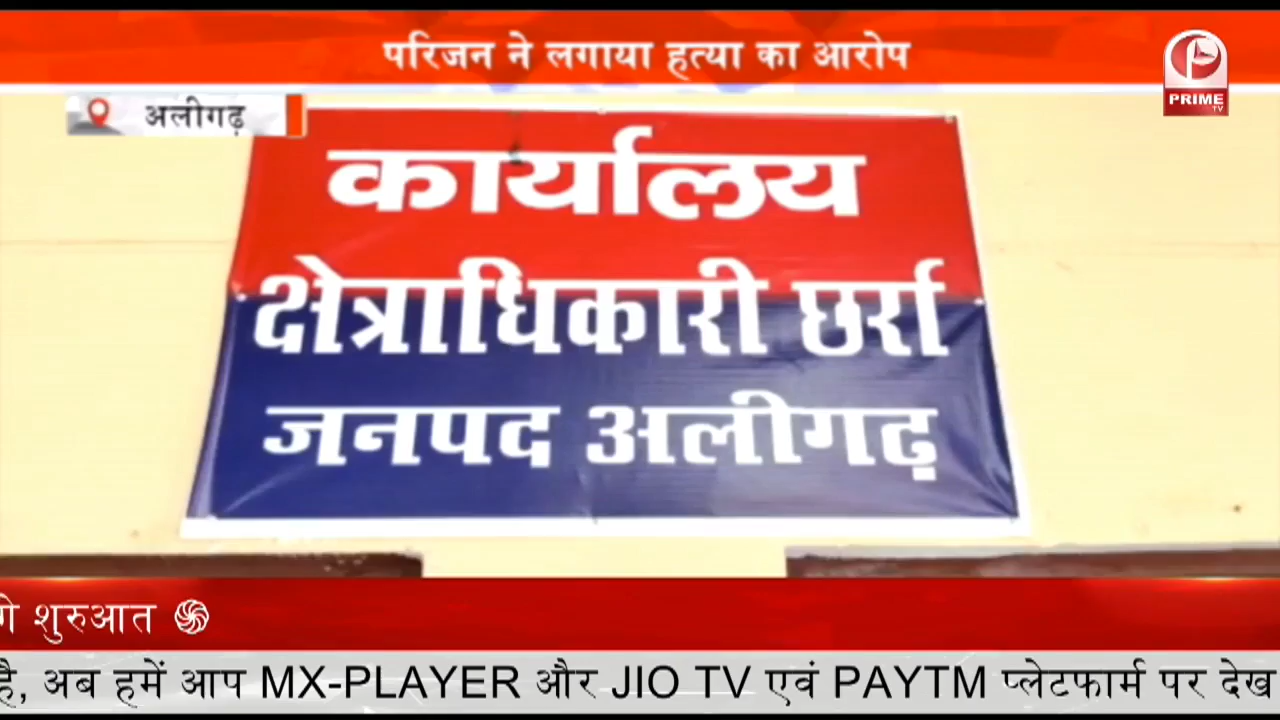 परिजन ने लगाया हत्या का आरोप
PRIME
TV
अलीगढ़
कार्यालय
क्षेत्राधिकारी छर्रा
जनपद अलीगढ़
शुरुआत
है, अब हमें आप MX-PLAYER और JIO TV एवं PAYTM प्लेटफार्म पर देख